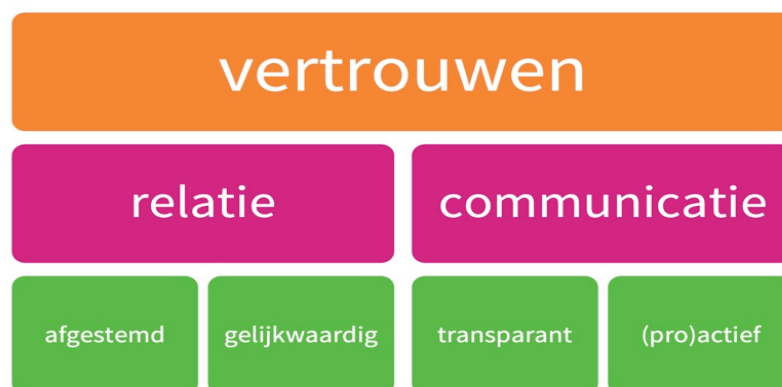 vertrouwen
relatie
communicatie
afgestemd
gelijkwaardig
transparant
(pro)actief